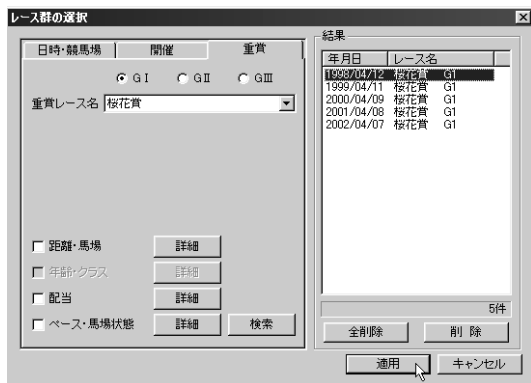 レース群の選択
日時・競馬場 開催 重賞
GⅠ GⅡ GⅢ
重賞レース名 桜花賞
距離・馬場 詳細
年齢・クラス 詳細
配当 詳細
ペース・馬場状態 詳細 検索
結果
年月日 レース名
1998/04/12 桜花賞 G1
1999/04/11 桜花賞 G1
2000/04/09 桜花賞 G1
2001/04/08 桜花賞 G1
2002/04/07 桜花賞 G1
5件
全削除 削 除
適用 キャンセル